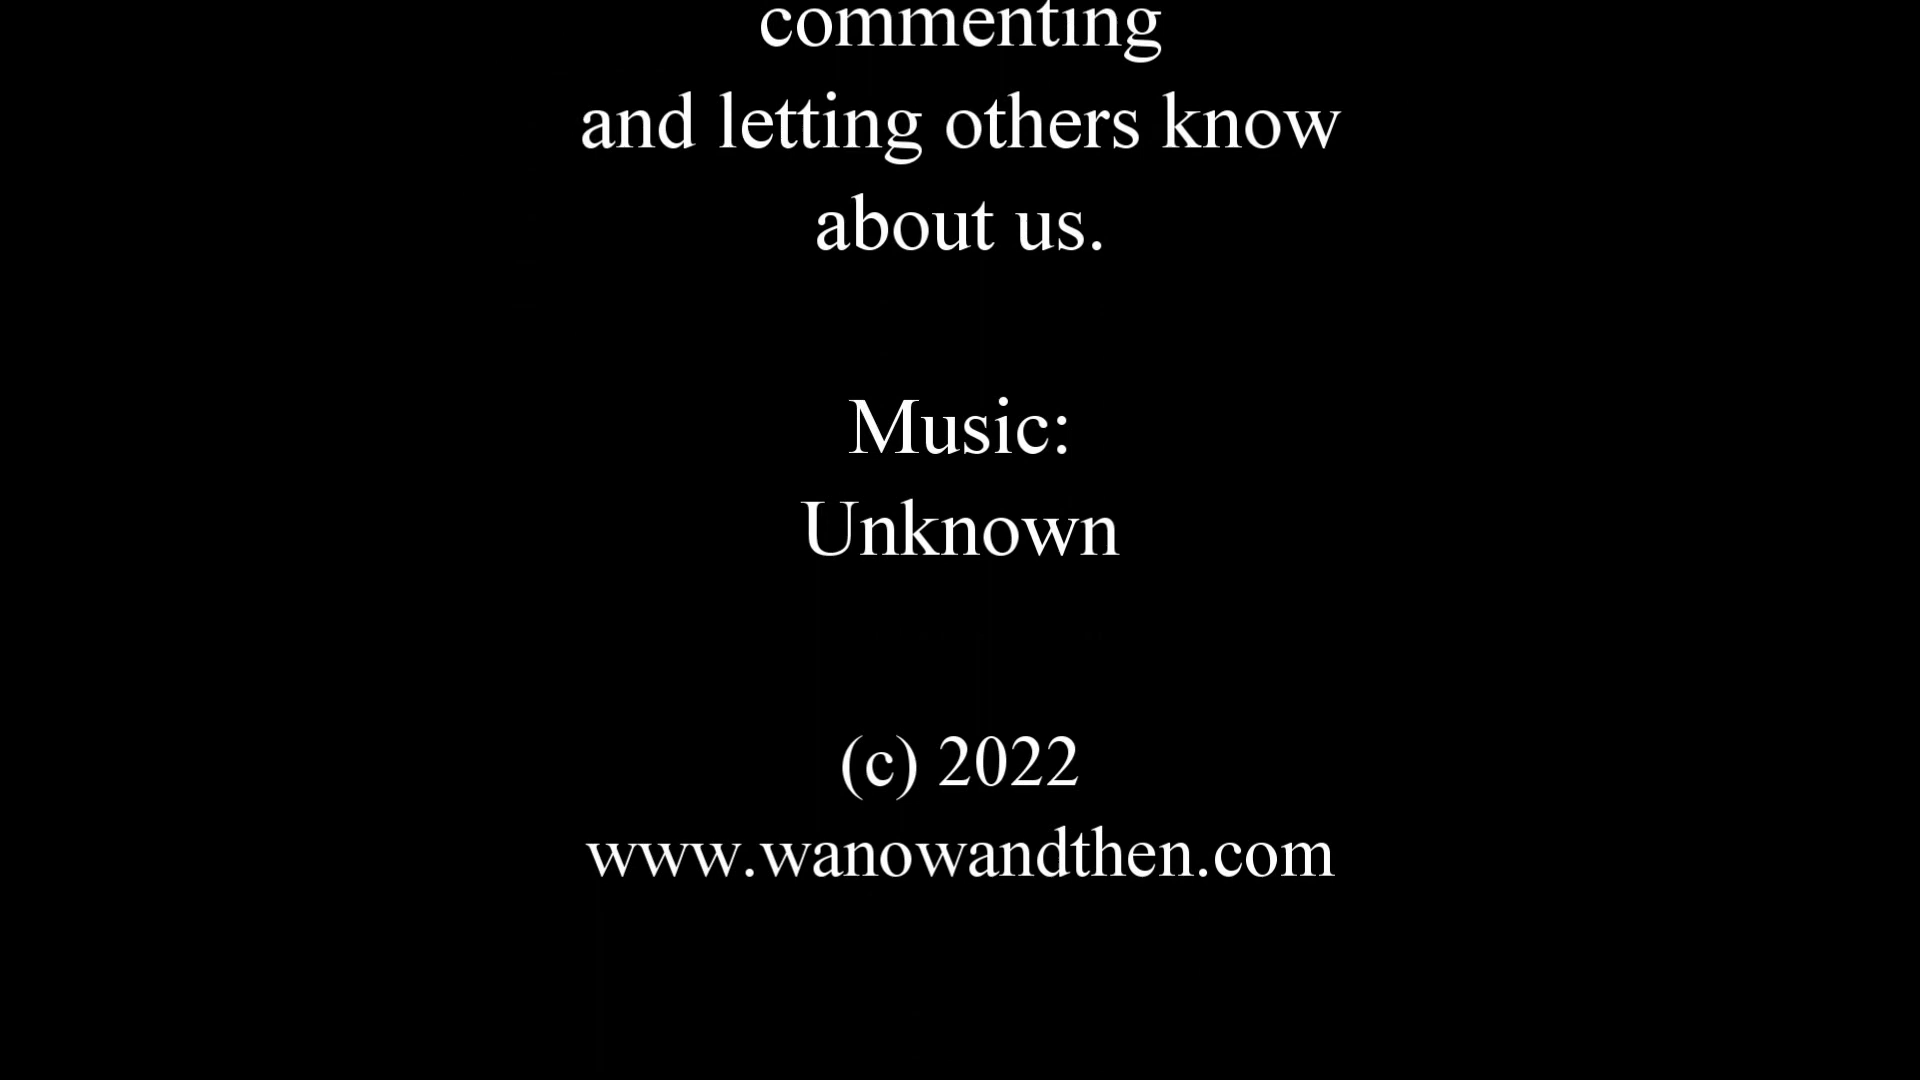 commenting
and letting others know
about us.
Music:
Unknown
(c) 2022
www.wanowandthen.com